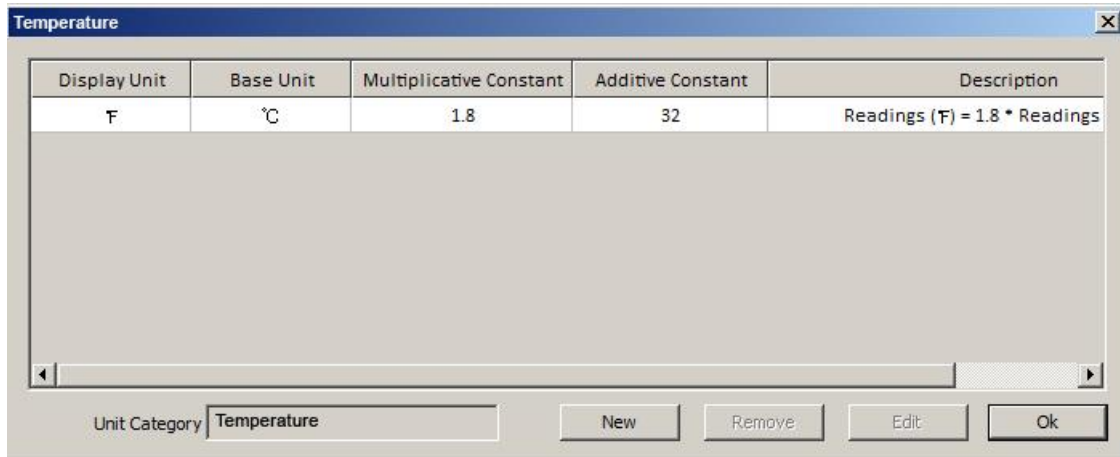 Temperature
Display Unit Base Unit Multiplicative Constant Additive Constant Description
℉ ℃ 1.8 32 Readings (℉) = 1.8 * Readings
Unit Category Temperature New Remove Edit Ok